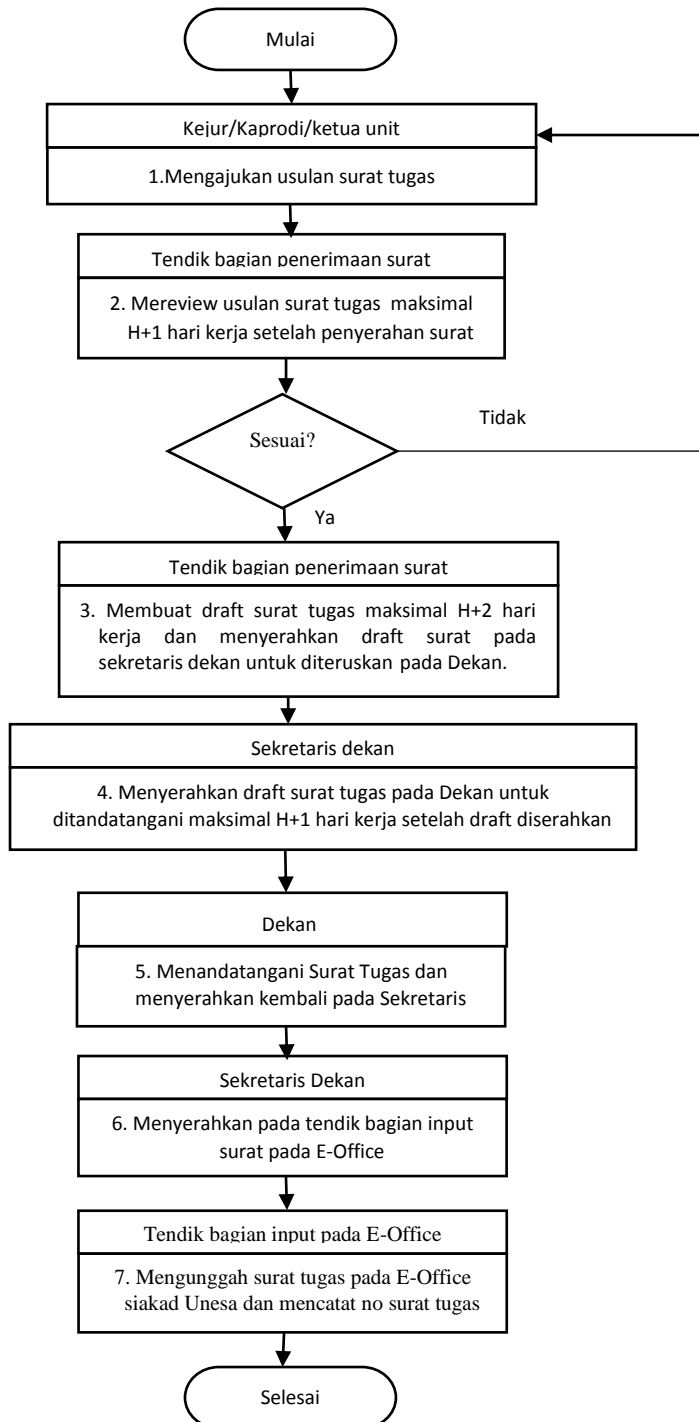 Mulai
Kejur/Kaprodi/ketua unit
1.Mengajukan usulan surat tugas
Tendik bagian penerimaan surat
2. Mereview usulan surat tugas maksimal
H+1 hari kerja setelah penyerahan surat
Sesuai?
Tidak
Ya
Tendik bagian penerimaan surat
3. Membuat draft surat tugas maksimal H+2 hari
kerja dan menyerahkan draft surat pada
sekretaris dekan untuk diteruskan pada Dekan.
Sekretaris dekan
4. Menyerahkan draft surat tugas pada Dekan untuk
ditandatangani maksimal H+1 hari kerja setelah draft diserahkan
Dekan
5. Menandatangani Surat Tugas dan
menyerahkan kembali pada Sekretaris
Sekretaris Dekan
6. Menyerahkan pada tendik bagian input
surat pada E-Office
Tendik bagian input pada E-Office
7. Mengunggah surat tugas pada E-Office
siakad Unesa dan mencatat no surat tugas
Selesai